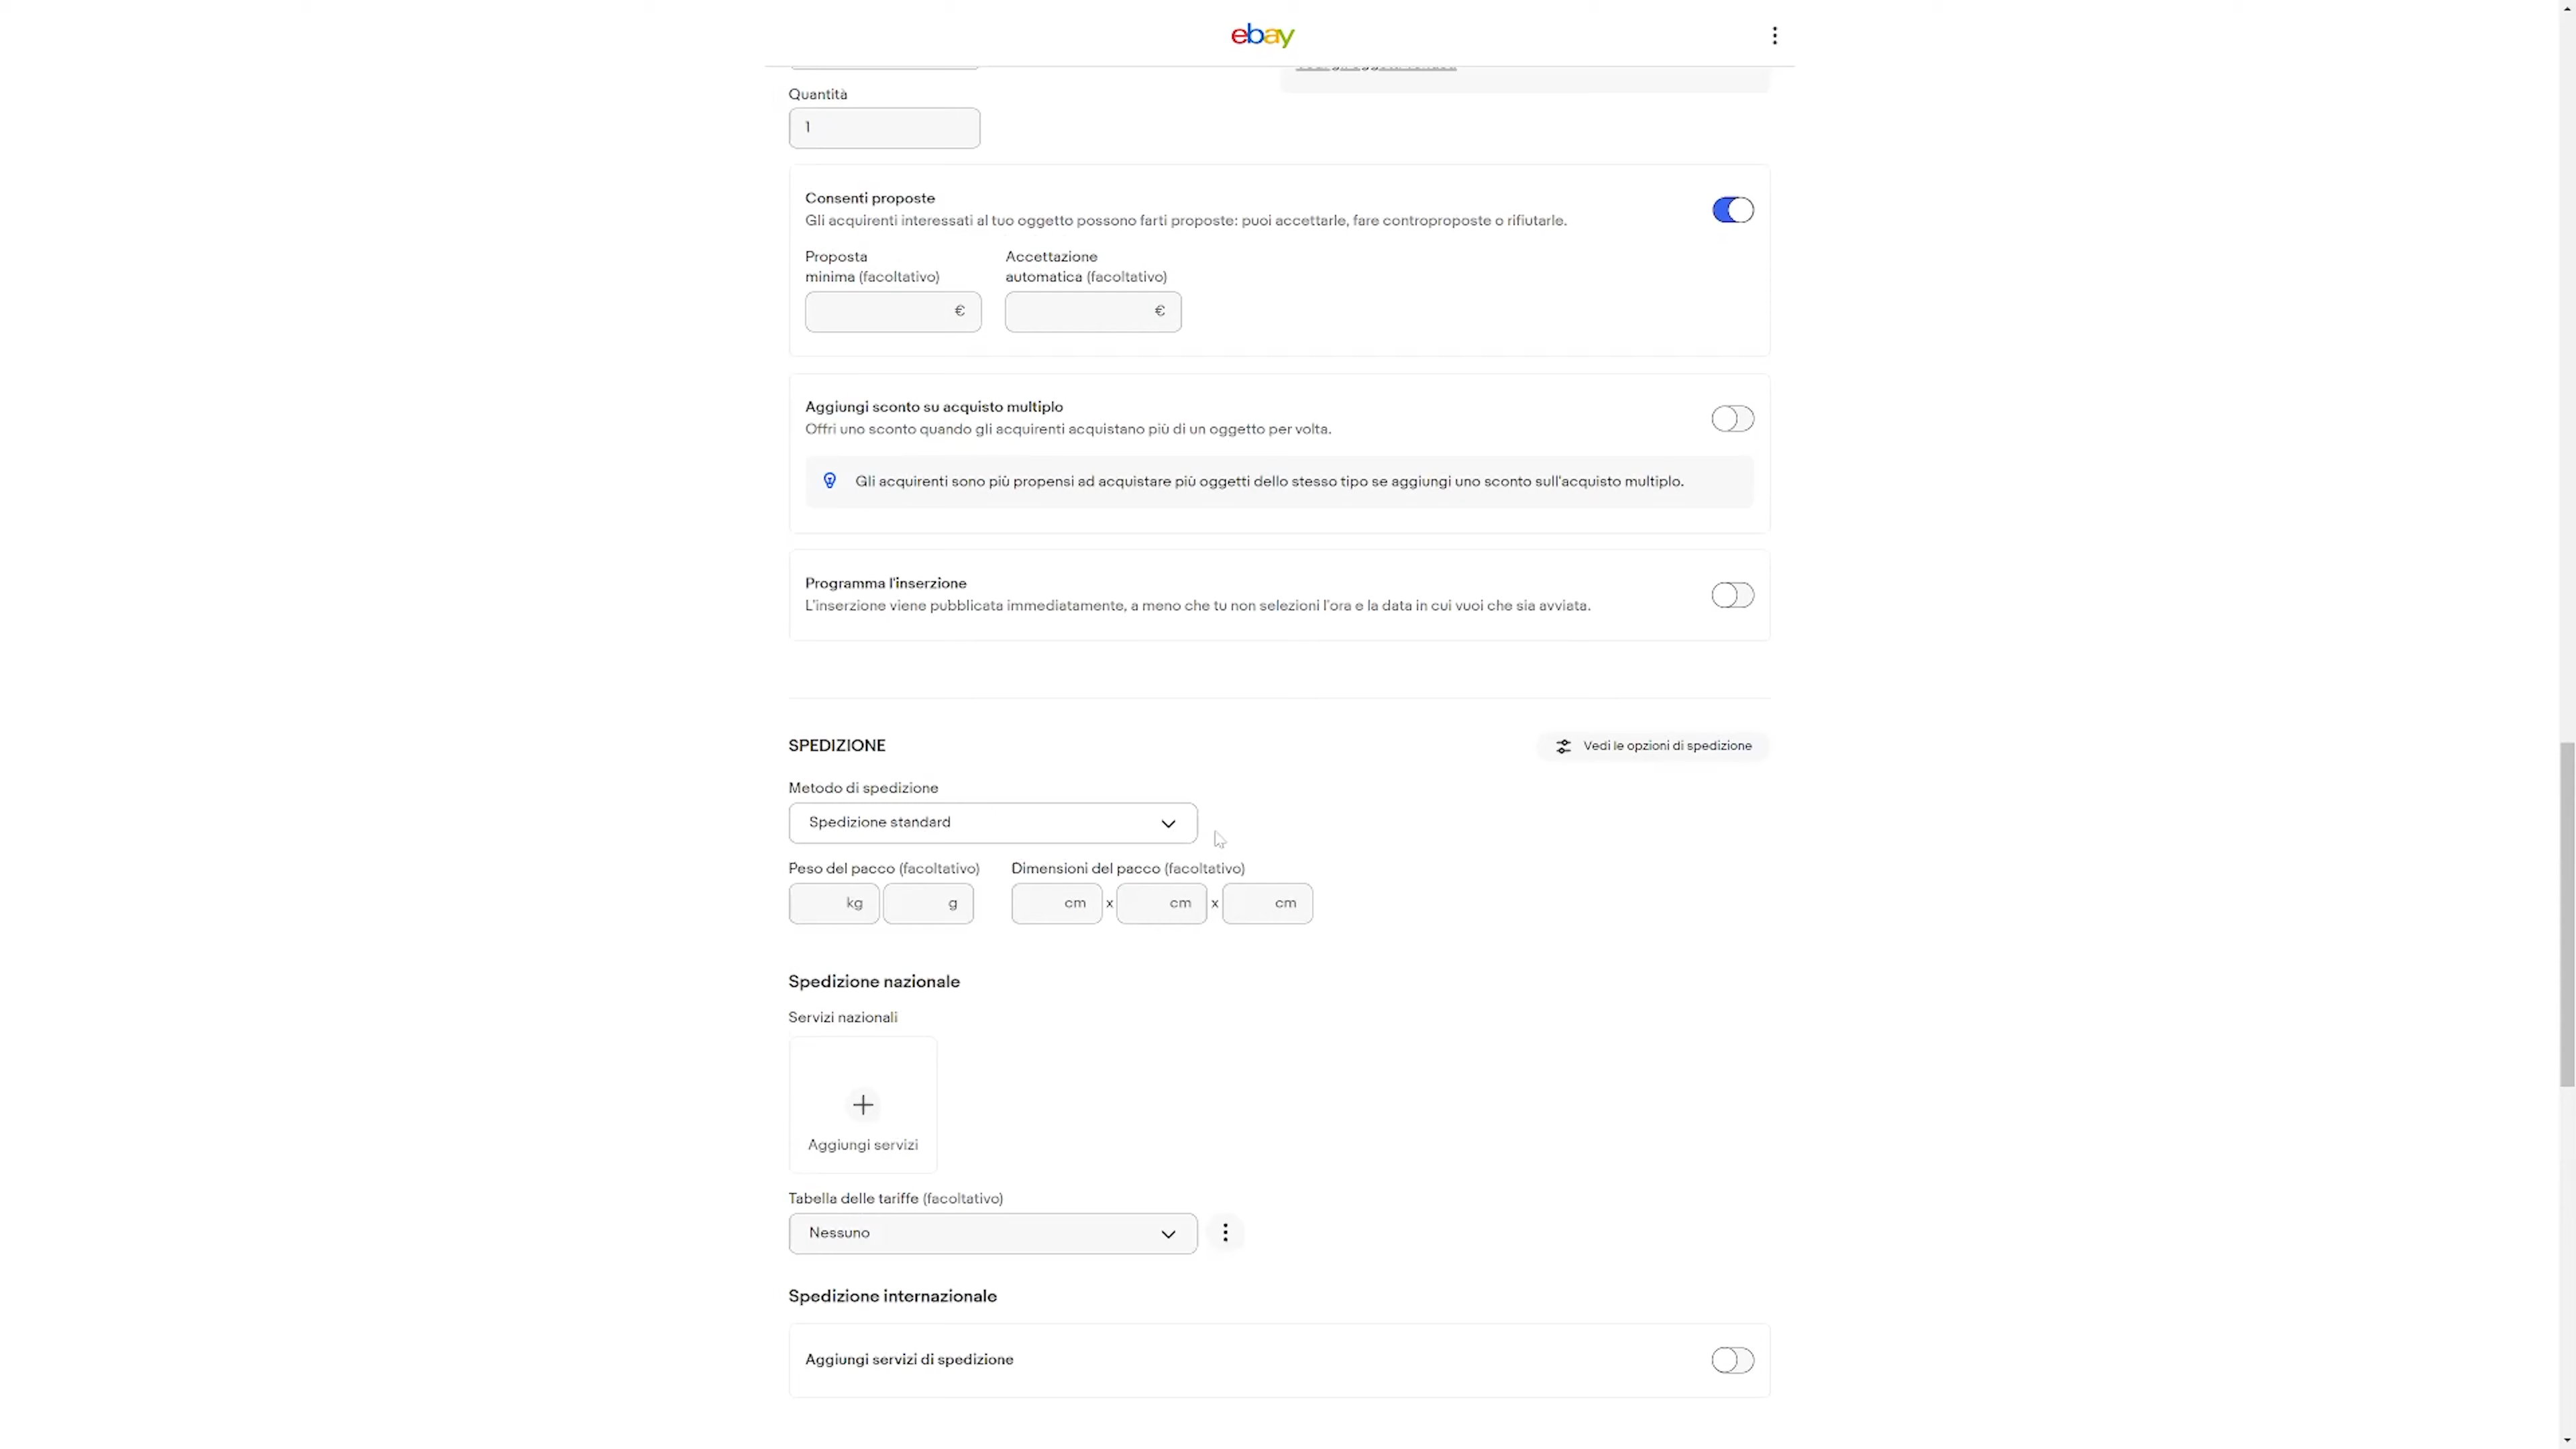 ebay
Quantità
1
Consenti proposte
Gli acquirenti interessati al tuo oggetto possono farti proposte: puoi accettarle, fare controproposte o rifiutarle.
Proposta
minima (facoltativo)
€
Accettazione
automatica (facoltativo)
€
Aggiungi sconto su acquisto multiplo
Offri uno sconto quando gli acquirenti acquistano più di un oggetto per volta.
Gli acquirenti sono più propensi ad acquistare più oggetti dello stesso tipo se aggiungi uno sconto sull'acquisto multiplo.
Programma l'inserzione
L'inserzione viene pubblicata immediatamente, a meno che tu non selezioni l'ora e la data in cui vuoi che sia avviata.
SPEDIZIONE
Vedi le opzioni di spedizione
Metodo di spedizione
Spedizione standard
Peso del pacco (facoltativo)
kg g
Dimensioni del pacco (facoltativo)
cm x cm x cm
Spedizione nazionale
Servizi nazionali
Aggiungi servizi
Tabella delle tariffe (facoltativo)
Nessuno
Spedizione internazionale
Aggiungi servizi di spedizione